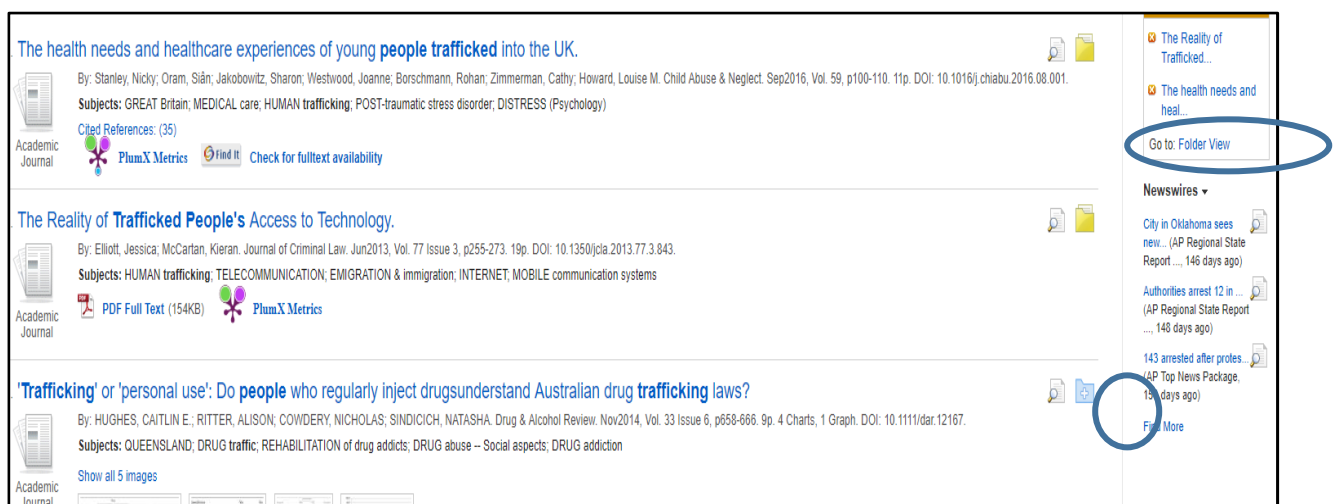 The health needs and healthcare experiences of young people trafficked into the UK.
By: Stanley, Nicky; Oram, Siân; Jakobowitz, Sharon; Westwood, Joanne; Borschmann, Rohan; Zimmerman, Cathy; Howard, Louise M. Child Abuse & Neglect. Sep2016, Vol. 59, p100-110. 11p. DOI: 10.1016/j.chiabu.2016.08.001.
Subjects: GREAT Britain; MEDICAL care; HUMAN trafficking; POST-traumatic stress disorder; DISTRESS (Psychology)
Cited References: (35)
Academic
Journal
PlumX Metrics Find It Check for fulltext availability
The Reality of Trafficked People's Access to Technology.
By: Elliott, Jessica; McCartan, Kieran. Journal of Criminal Law. Jun2013, Vol. 77 Issue 3, p255-273. 19p. DOI: 10.1350/jcla.2013.77.3.843.
Subjects: HUMAN trafficking; TELECOMMUNICATION; EMIGRATION & immigration; INTERNET; MOBILE communication systems
PDF Full Text (154KB) PlumX Metrics
Academic
Journal
'Trafficking' or 'personal use': Do people who regularly inject drugsunderstand Australian drug trafficking laws?
By: HUGHES, CAITLIN E.; RITTER, ALISON; COWDERY, NICHOLAS; SINDICICH, NATASHA. Drug & Alcohol Review. Nov2014, Vol. 33 Issue 6, p658-666. 9p. 4 Charts, 1 Graph. DOI: 10.1111/dar.12167.
Subjects: QUEENSLAND; DRUG traffic; REHABILITATION of drug addicts; DRUG abuse -- Social aspects; DRUG addiction
Show all 5 images
Academic
Journal
The Reality of
Trafficked...
The health needs and
heal...
Go to: Folder View
Newswires
City in Oklahoma sees
new... (AP Regional State
Report ..., 146 days ago)
Authorities arrest 12 in ...
(AP Regional State Report
..., 148 days ago)
143 arrested after protes...
(AP Top News Package,
days ago)
Find More